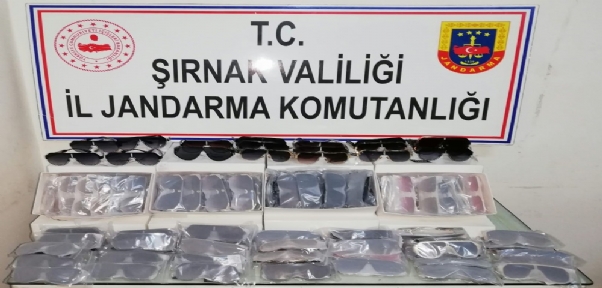 T.C.
ŞIRNAK VALİLİĞİ
İL JANDARMA KOMUTANLIĞI
JANDARMA